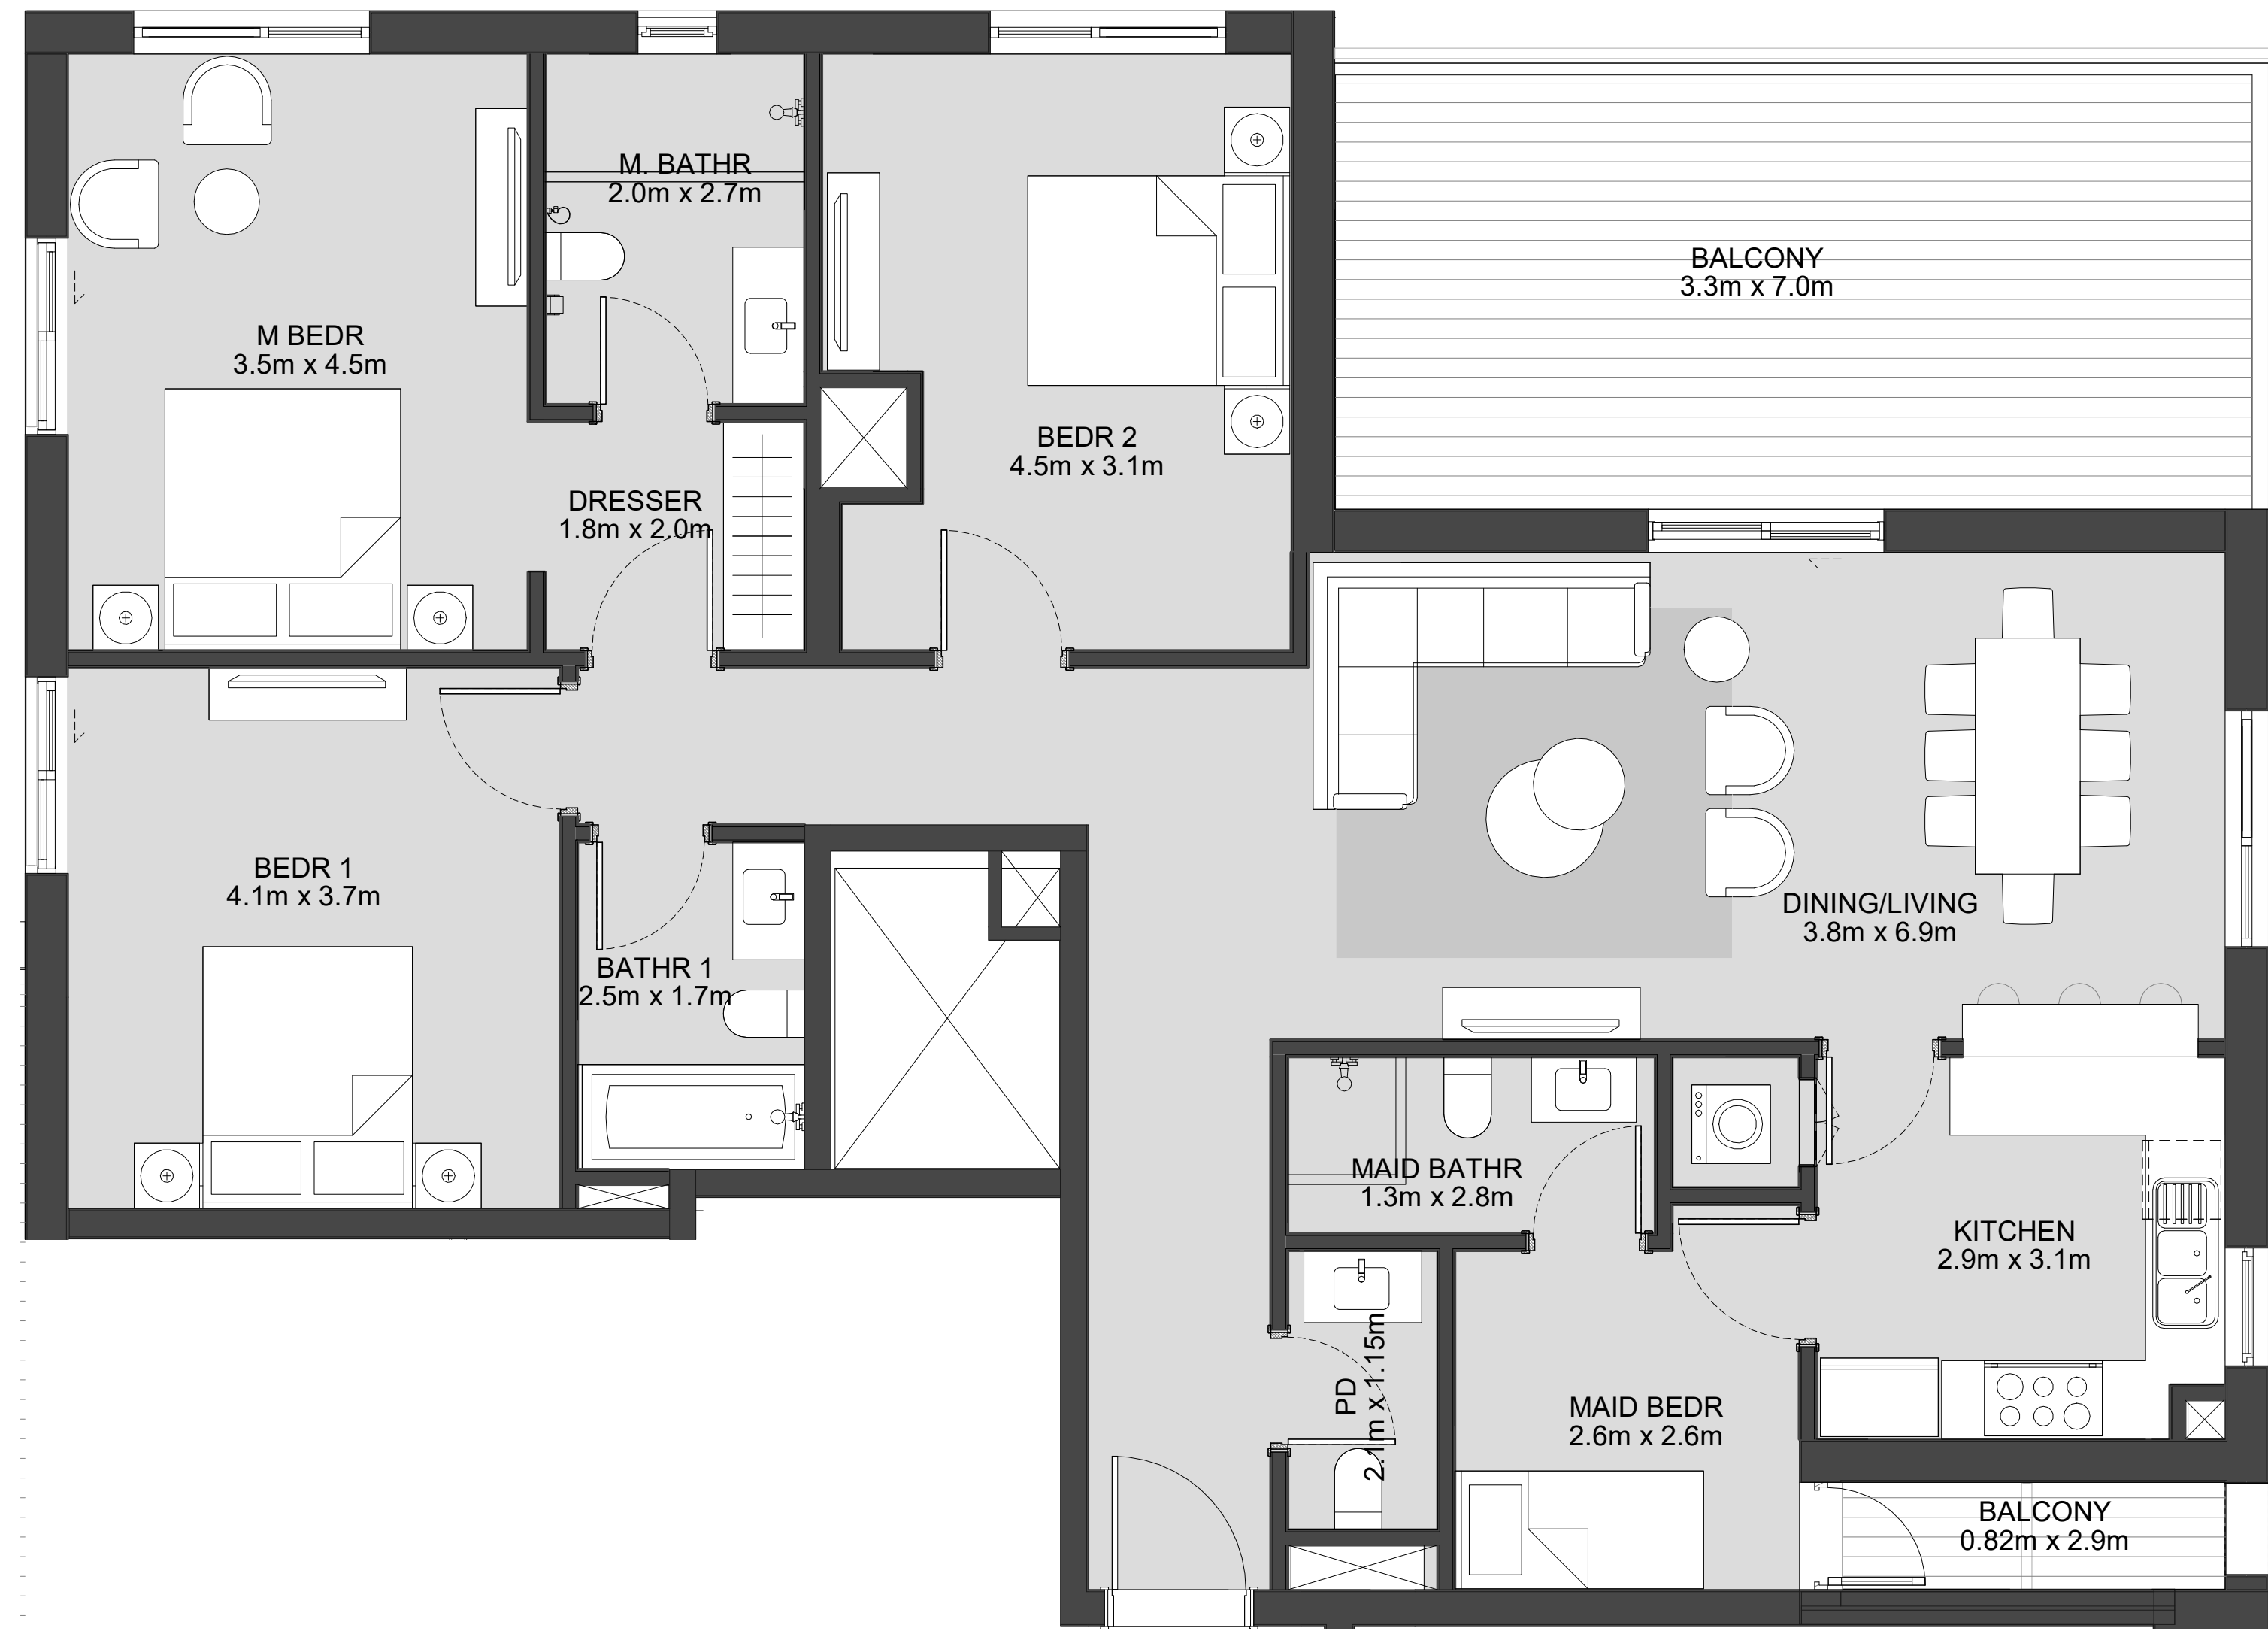 M. BATHR
2.0m x 2.7m
BALCONY
3.3m x 7.0m
M BEDR
3.5m x 4.5m
BEDR 2
4.5m x 3.1m
DRESSER
1.8m x 2.0m
BEDR 1
4.1m x 3.7m
DINING/LIVING
3.8m x 6.9m
BATHR 1
2.5m x 1.7m
MAID BATHR
1.3m x 2.8m
KITCHEN
2.9m x 3.1m
PD
2.1m x 1.15m
MAID BEDR
2.6m x 2.6m
BALCONY
0.82m x 2.9m